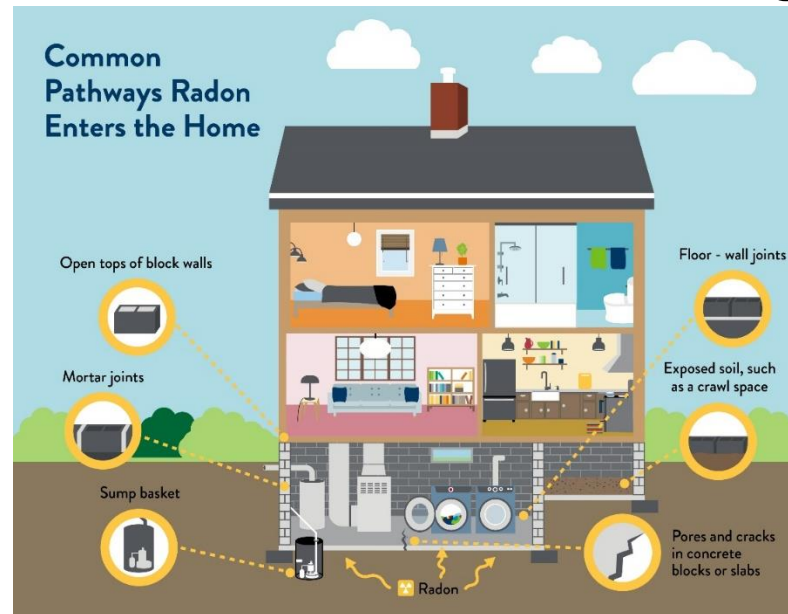 Common
Pathways Radon
Enters the Home
Open tops of block walls
Mortar joints
Sump basket
Floor - wall joints
Exposed soil, such
as a crawl space
Pores and cracks
in concrete
blocks or slabs
Radon